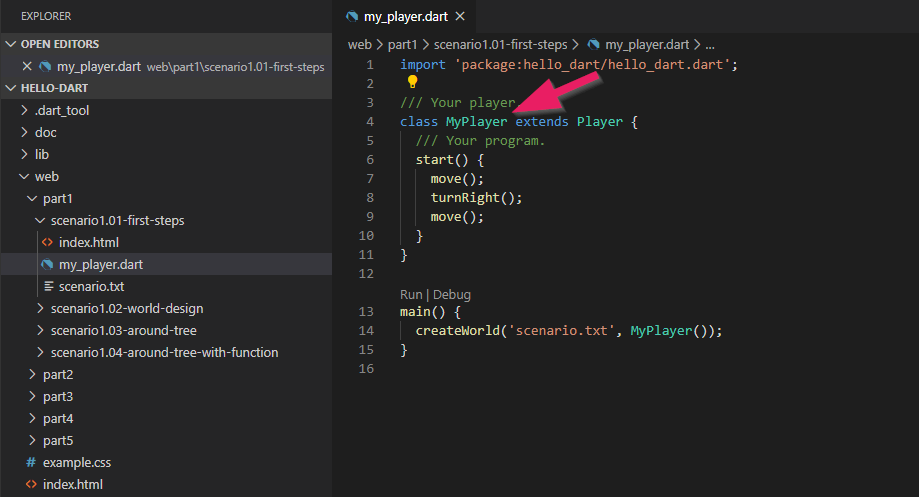 EXPLORER
OPEN EDITORS
my_player.dart web\part1\scenario1.01-first-steps
HELLO-DART
.dart_tool
doc
lib
web
part1
scenario1.01-first-steps
index.html
my_player.dart
scenario.txt
scenario1.02-world-design
scenario1.03-around-tree
scenario1.04-around-tree-with-function
part2
part3
part4
part5
example.css
index.html
my_player.dart
web > part1 > scenario1.01-first-steps > my_player.dart > ...
1 import 'package:hello_dart/hello_dart.dart';
2
3 /// Your player.
4 class MyPlayer extends Player {
5 /// Your program.
6 start() {
7 move();
8 turnRight();
9 move();
10 }
11 }
12
Run | Debug
13 main() {
14 createWorld('scenario.txt', MyPlayer());
15 }
16